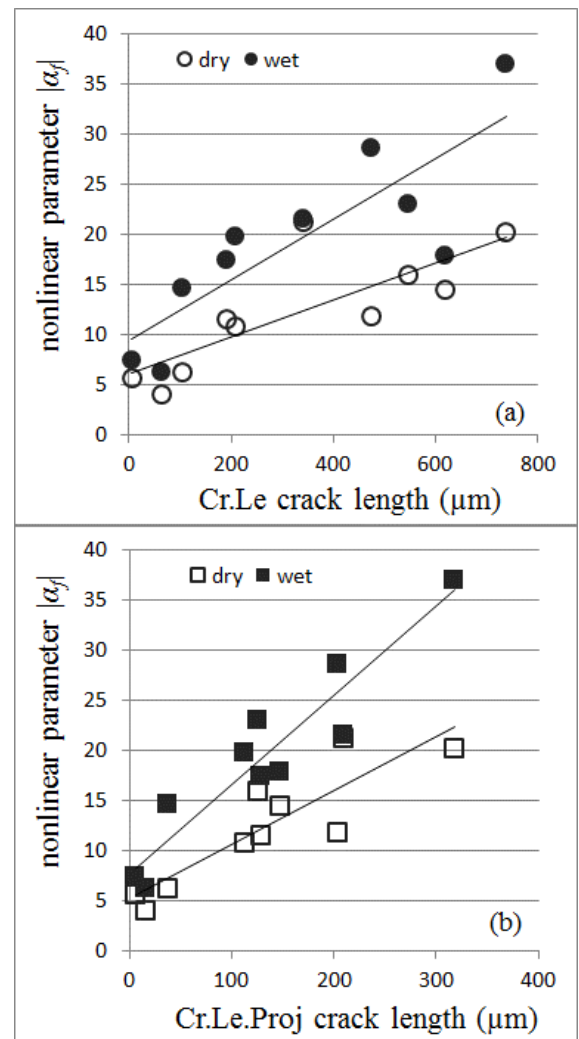 40
dry wet
35
30
25
20
15
10
5
0
nonlinear parameter |αf|
(a)
0 200 400 600 800
Cr.Le crack length (µm)
40
dry wet
35
30
25
20
15
10
5
0
nonlinear parameter |αf|
(b)
0 100 200 300 400
Cr.Le.Proj crack length (µm)